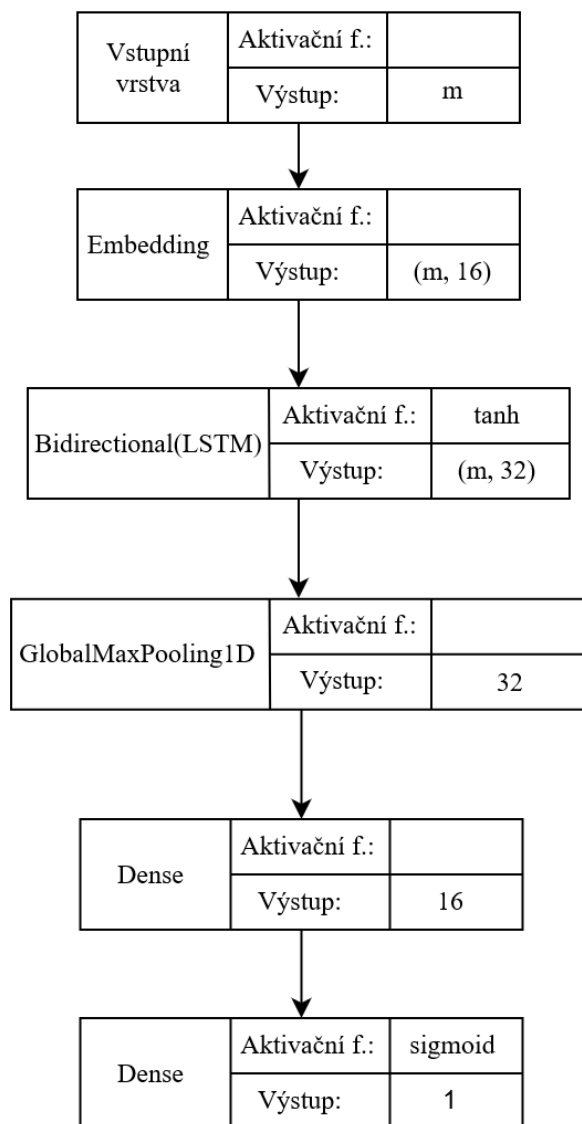 Vstupní
vrstva
Aktivační f.:
Výstup: m
Embedding
Aktivační f.:
Výstup: (m, 16)
Bidirectional(LSTM)
Aktivační f.: tanh
Výstup: (m, 32)
GlobalMaxPooling1D
Aktivační f.:
Výstup: 32
Dense
Aktivační f.:
Výstup: 16
Dense
Aktivační f.: sigmoid
Výstup: 1